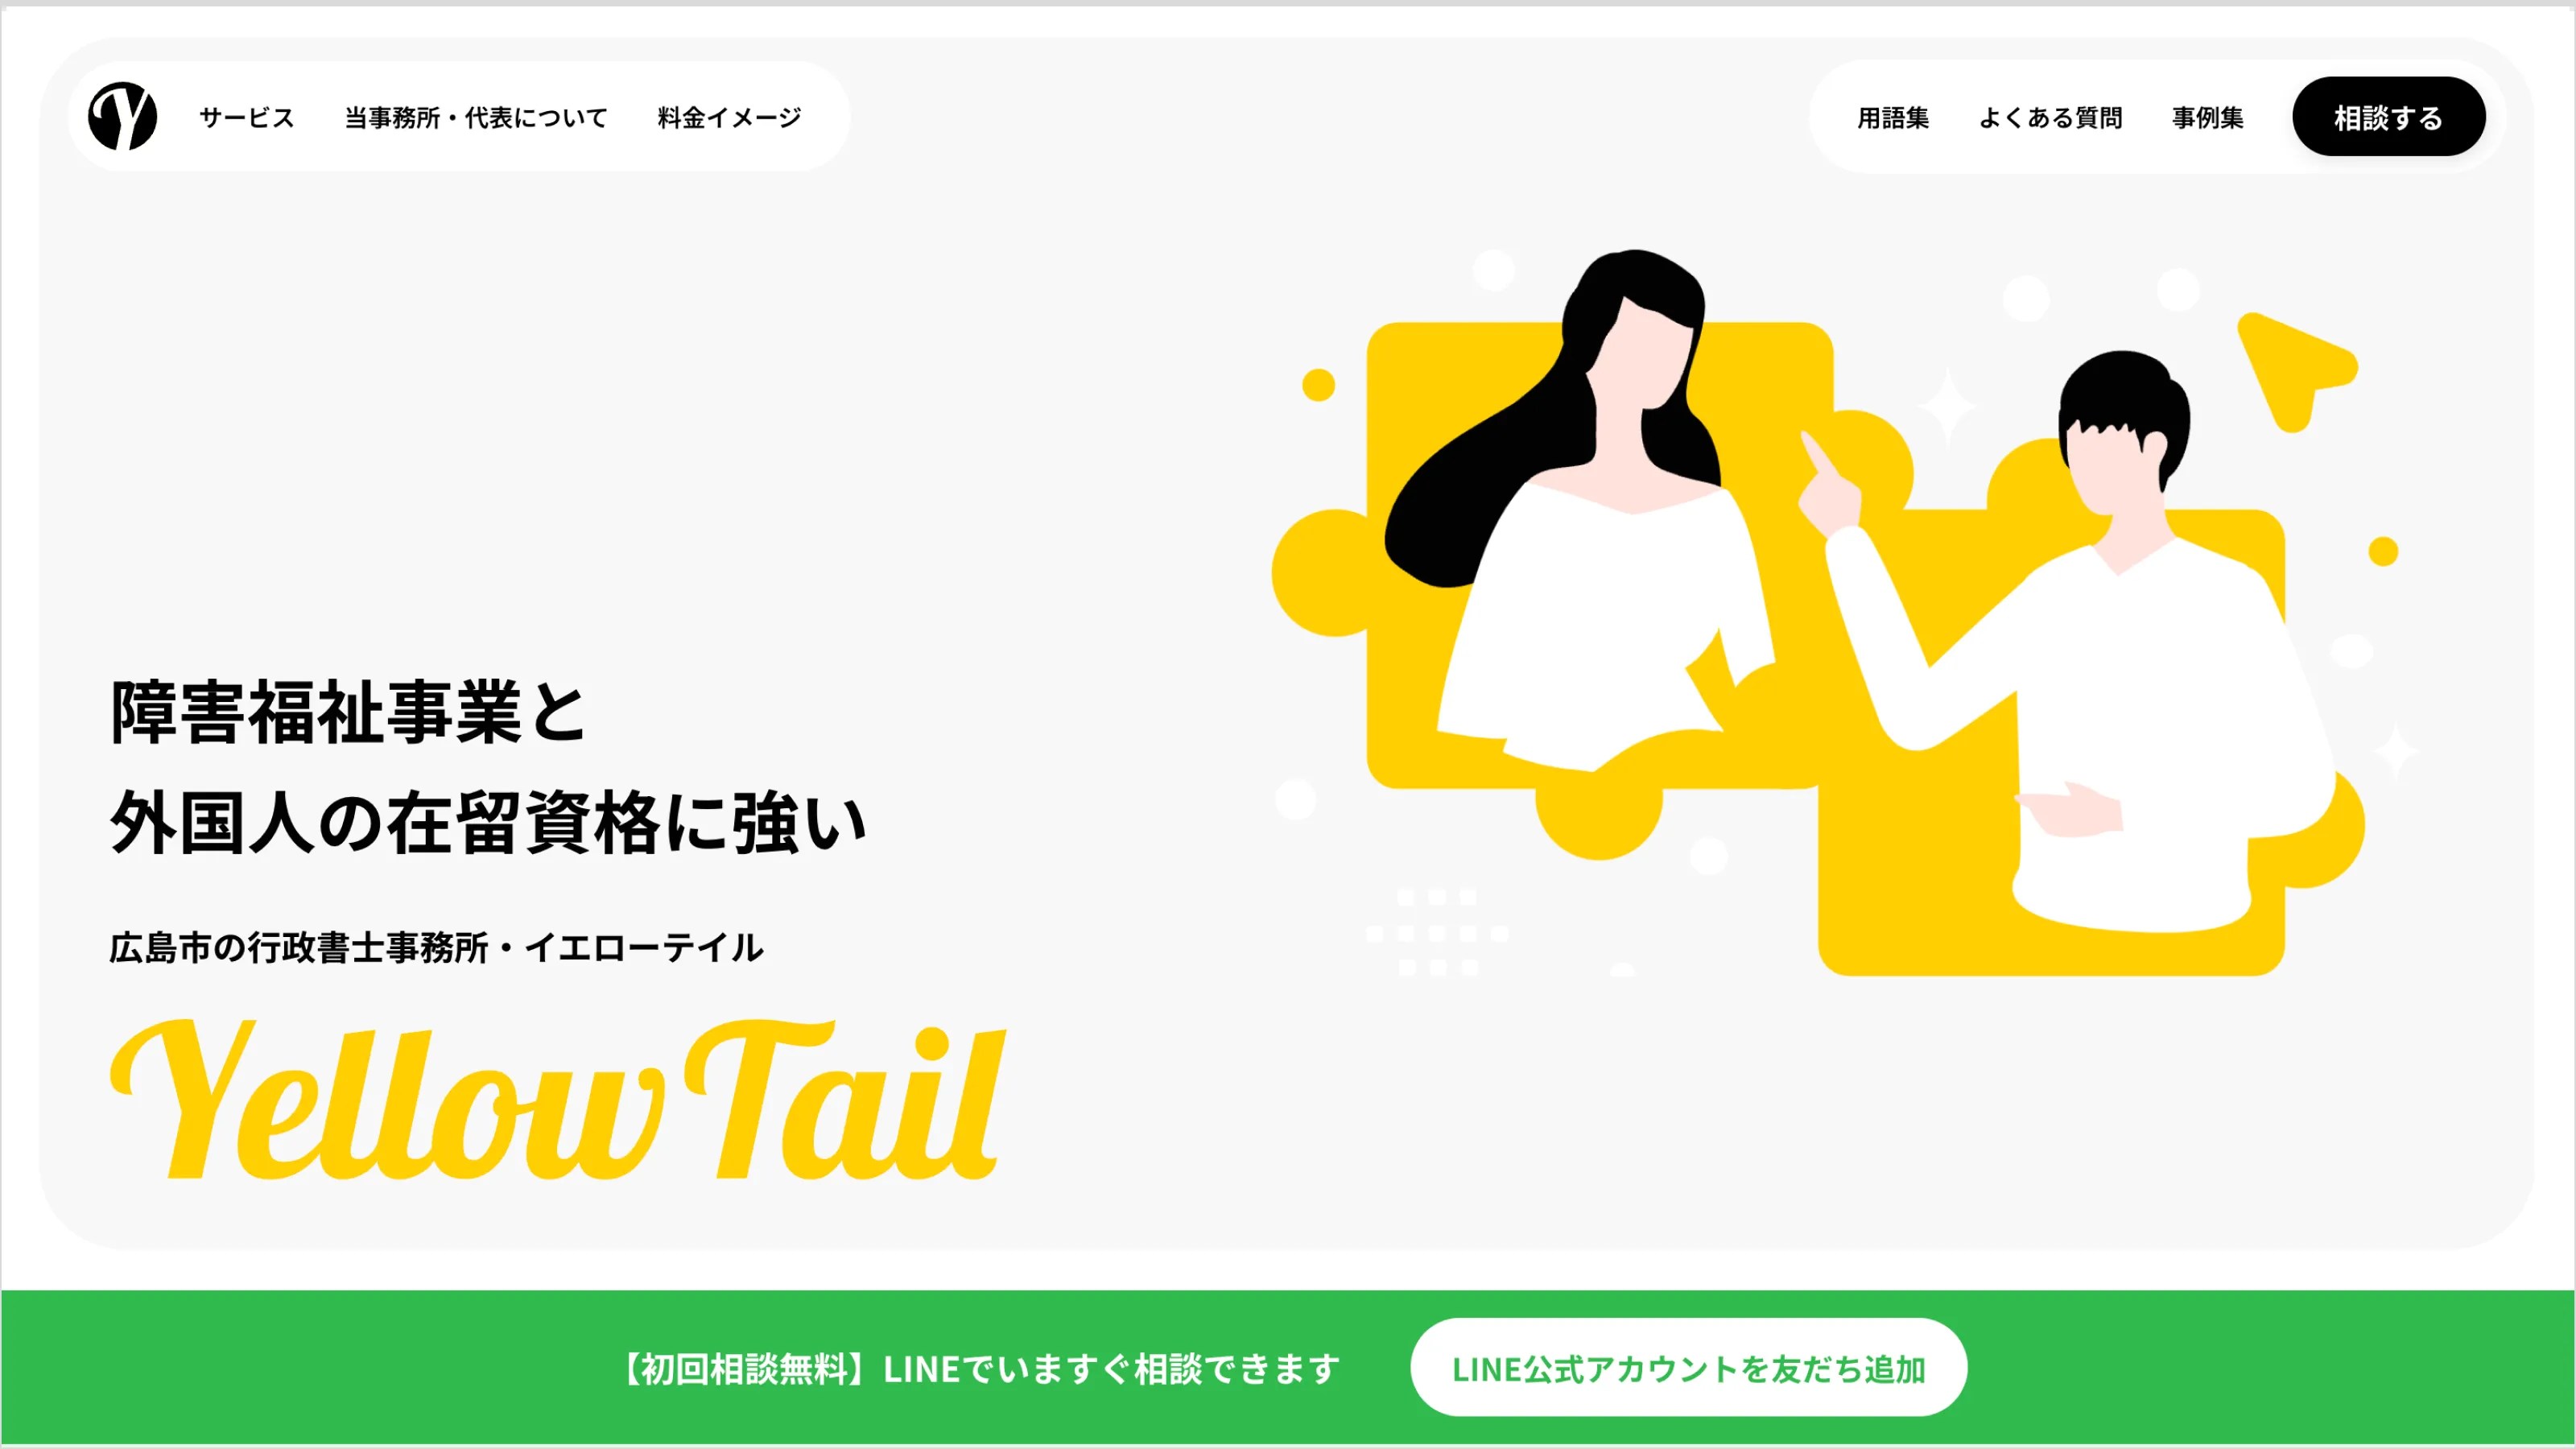 Y
サービス
当事務所・代表について
料金イメージ
用語集
よくある質問
事例集
相談する
障害福祉事業と
外国人の在留資格に強い
広島市の行政書士事務所・イエローテイル
Yellow Tail
【初回相談無料】LINEでいますぐ相談できます
LINE公式アカウントを友だち追加